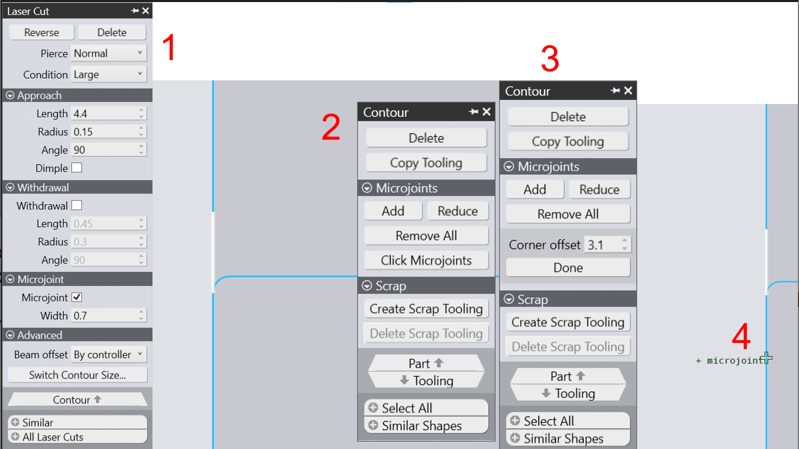 Laser Cut
Reverse Delete
Pierce Normal
Condition Large
Approach
Length 4.4
Radius 0.15
Angle 90
Dimple
Withdrawal
Withdrawal
Length 0.45
Radius 0.3
Angle 90
Microjoint
Microjoint
Width 0.7
Advanced
Beam offset By controller
Switch Contour Size...
Contour
Similar
All Laser Cuts
1
2
Contour
Delete
Copy Tooling
Microjoints
Add Reduce
Remove All
Click Microjoints
Scrap
Create Scrap Tooling
Delete Scrap Tooling
Part
Tooling
Select All
Similar Shapes
3
Contour
Delete
Copy Tooling
Microjoints
Add Reduce
Remove All
Corner offset 3.1
Done
Scrap
Create Scrap Tooling
Delete Scrap Tooling
Part
Tooling
Select All
Similar Shapes
4
+ microjoint